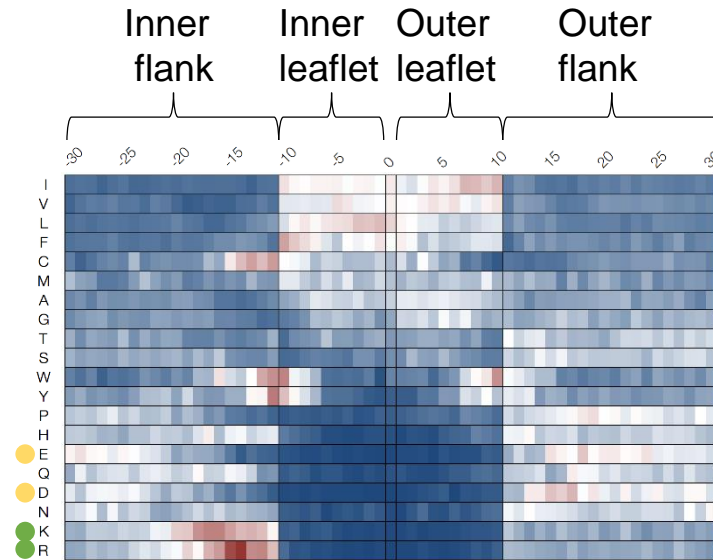 Inner Inner Outer Outer
flank leaflet leaflet flank
-30 -25 -20 -15 -10 -5 0 5 10 15 20 25 30
I
V
L
F
C
M
A
G
T
S
W
Y
P
H
E
Q
D
N
K
R